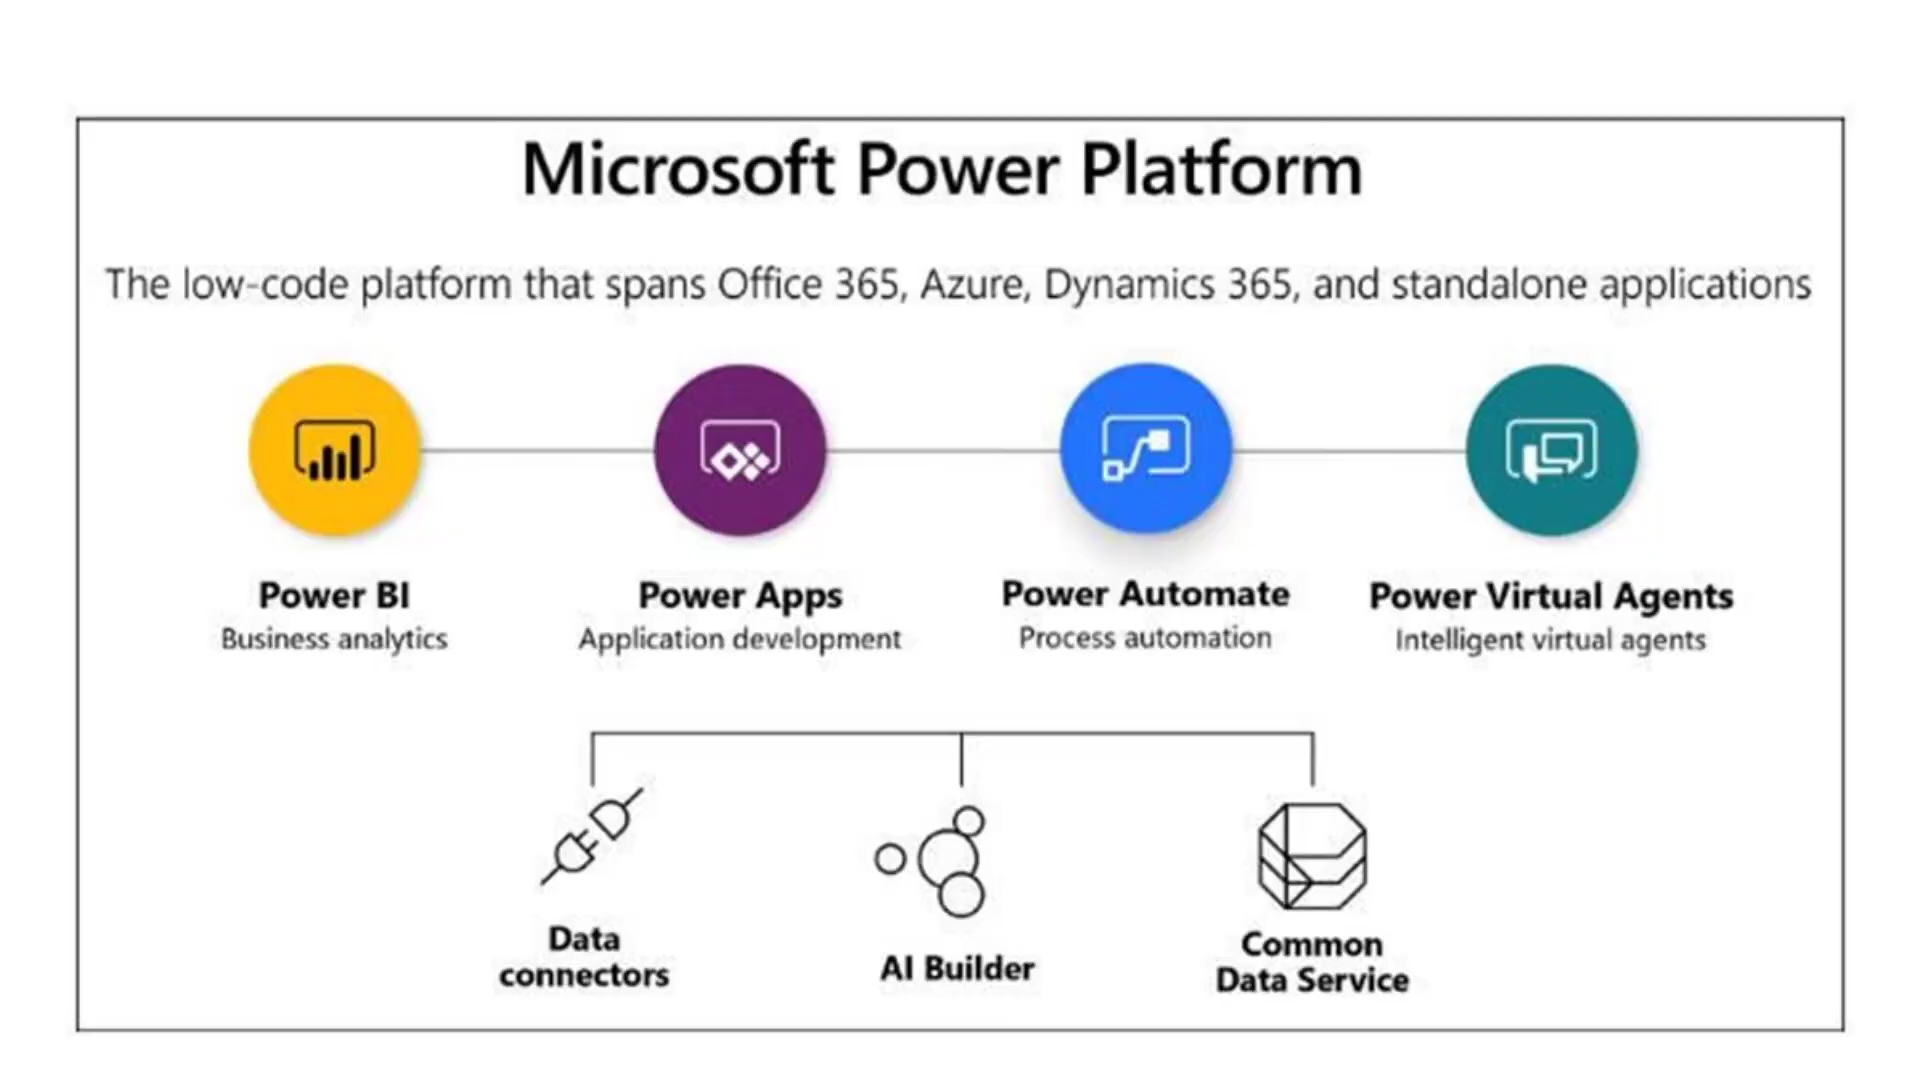 Microsoft Power Platform
The low-code platform that spans Office 365, Azure, Dynamics 365, and standalone applications
Power BI
Business analytics
Power Apps
Application development
Power Automate
Process automation
Power Virtual Agents
Intelligent virtual agents
Data
connectors
AI Builder
Common
Data Service